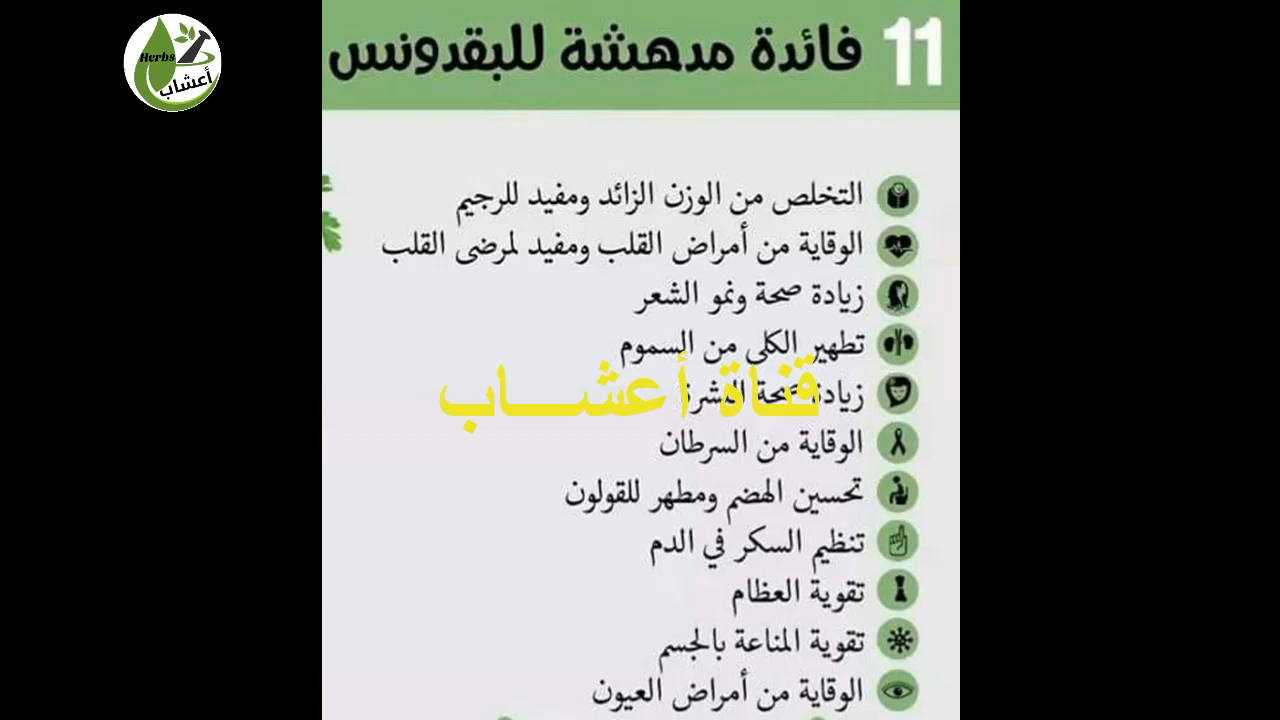 Herbs
أعشاب
11 فائدة مدهشة للبقدونس
التخلص من الوزن الزائد ومفيد للرجيم
الوقاية من أمراض القلب ومفيد لمرضى القلب
زيادة صحة ونمو الشعر
تطهير الكلى من السموم
زيادة صحة البشرة
قناة أعشـــاب
الوقاية من السرطان
تحسين الهضم ومطهر للقولون
تنظيم السكر في الدم
تقوية العظام
تقوية المناعة بالجسم
الوقاية من أمراض العيون